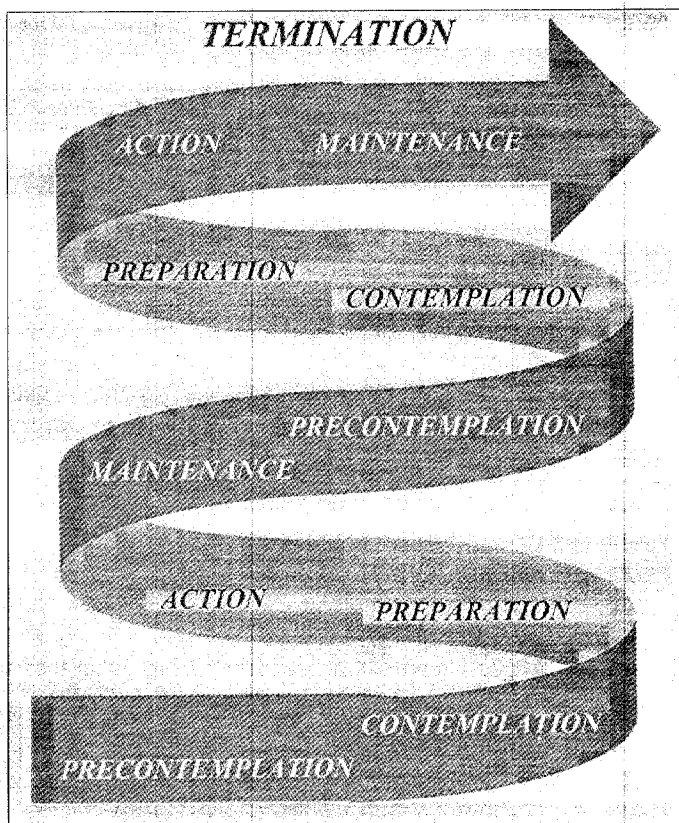 TERMINATION
ACTION MAINTENANCE
PREPARATION
CONTEMPLATION
PRECONTEMPLATION
MAINTENANCE
ACTION PREPARATION
CONTEMPLATION
PRECONTEMPLATION